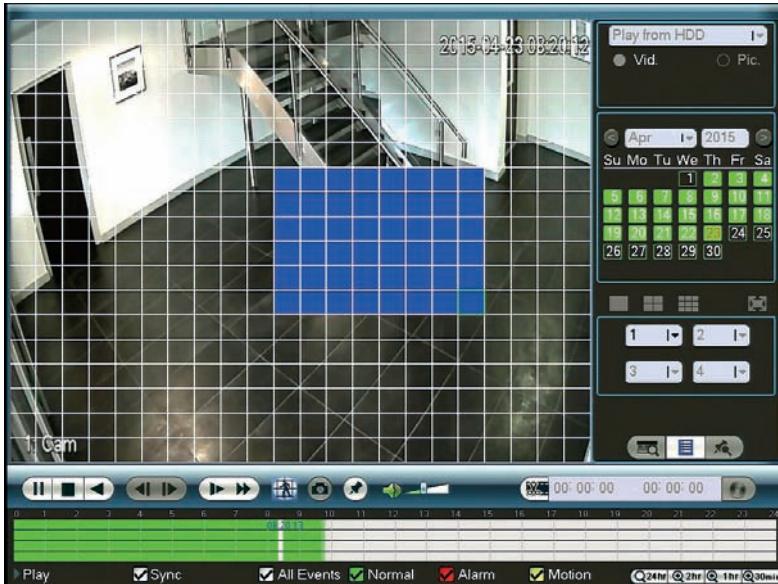 2015-04-23 08:20:12
1: Cam
Play from HDD
Vid.
Pic.
Apr
2015
Su Mo Tu We Th Fr Sa
1 2 3 4
5 6 7 8 9 10 11
12 13 14 15 16 17 18
19 20 21 22 23 24 25
26 27 28 29 30
1
2
3
4
00: 00: 00 00: 00: 00
0 1 2 3 4 5 6 7 8 9 10 11 12 13 14 15 16 17 18 19 20 21 22 23 24
08:20:13
Play
Sync
All Events
Normal
Alarm
Motion
24hr
2hr
1hr
30min